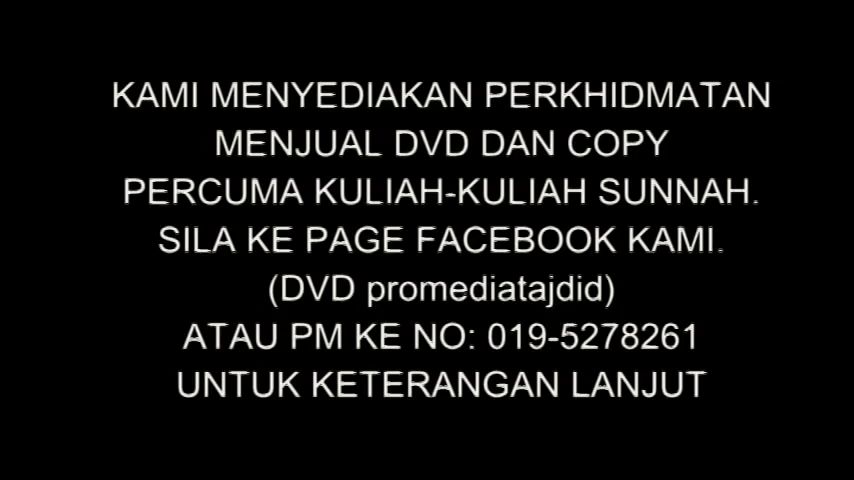 KAMI MENYEDIAKAN PERKHIDMATAN
MENJUAL DVD DAN COPY
PERCUMA KULIAH-KULIAH SUNNAH.
SILA KE PAGE FACEBOOK KAMI.
(DVD promediatajdid)
ATAU PM KE NO: 019-5278261
UNTUK KETERANGAN LANJUT